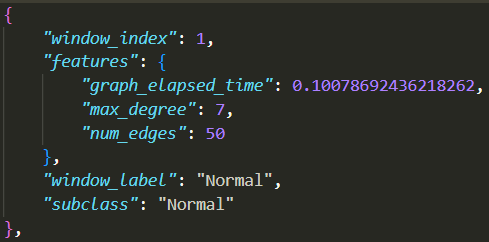 {
"window_index": 1,
"features": {
"graph_elapsed_time": 0.10078692436218262,
"max_degree": 7,
"num_edges": 50
},
"window_label": "Normal",
"subclass": "Normal"
},